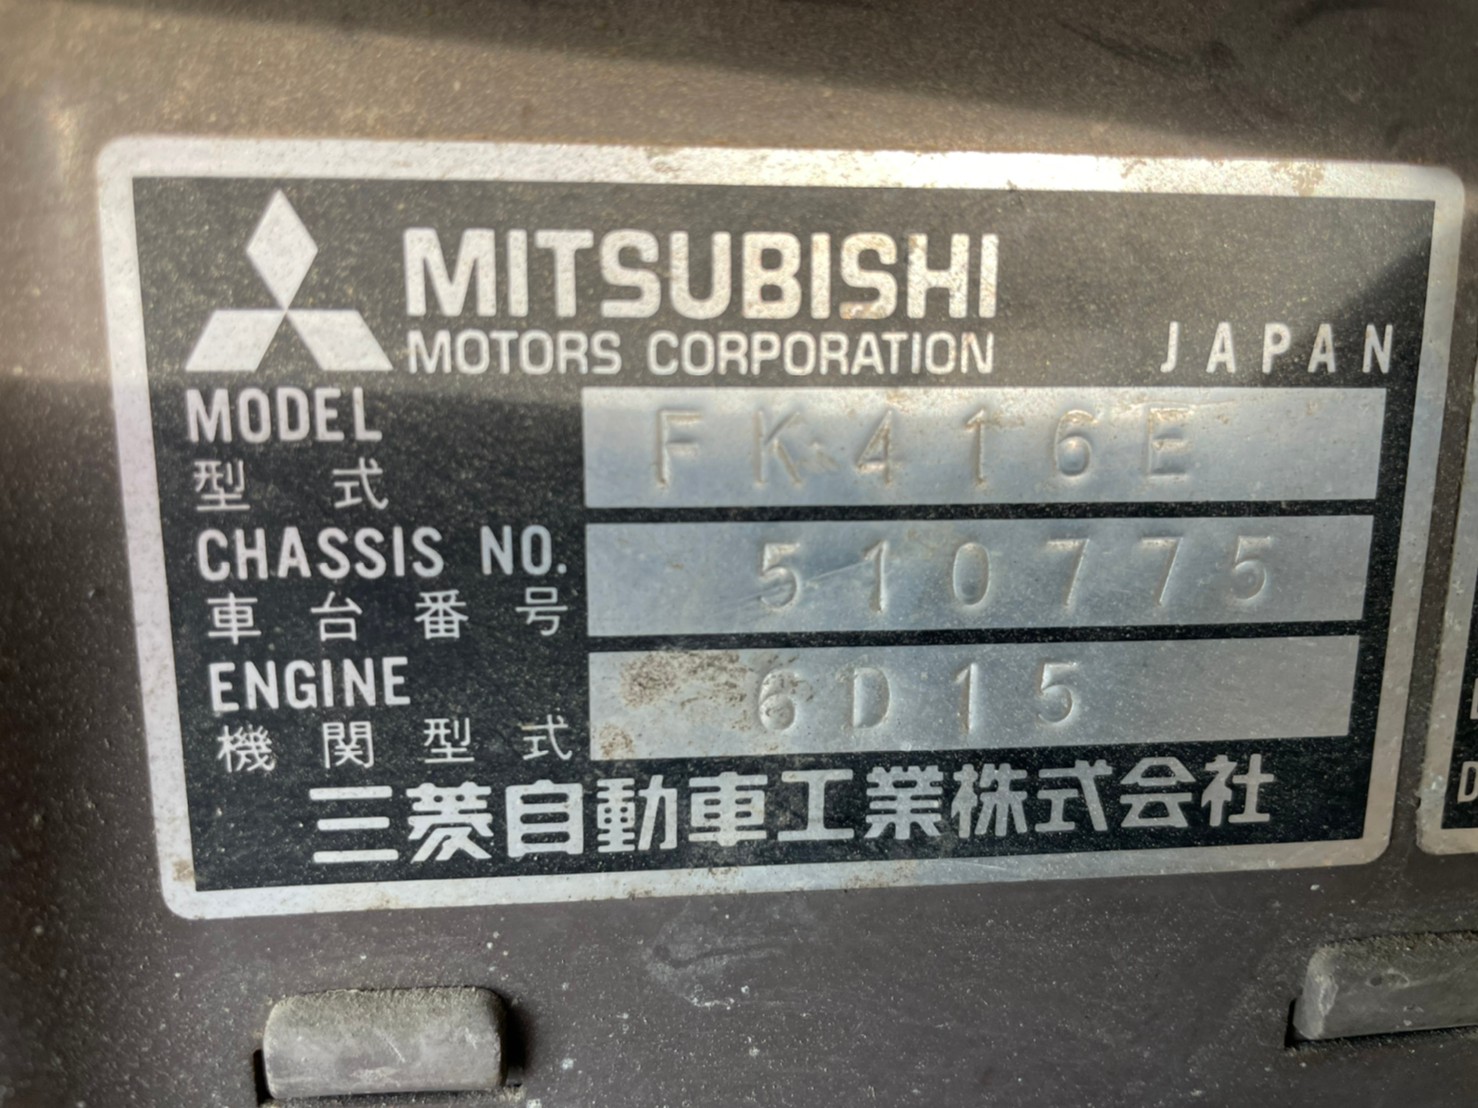 MITSUBISHI
MOTORS CORPORATION JAPAN
MODEL FK416E
型式
CHASSIS NO. 510775
車台番号
ENGINE 6D15
機関型式
三菱自動車工業株式会社